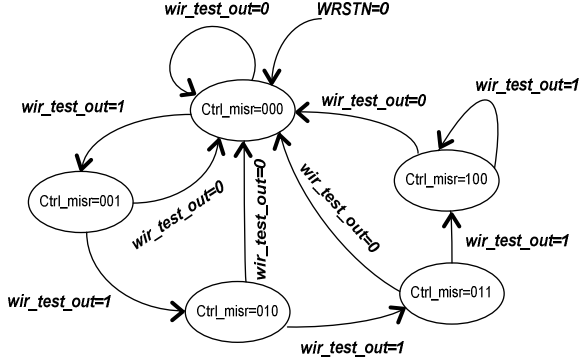 wir_test_out=0
WRSTN=0
wir_test_out=1
Ctrl_misr=000
wir_test_out=0
wir_test_out=1
Ctrl_misr=001
wir_test_out=0
wir_test_out=0
wir_test_out=0
Ctrl_misr=100
wir_test_out=1
wir_test_out=1
Ctrl_misr=010
Ctrl_misr=011
wir_test_out=1